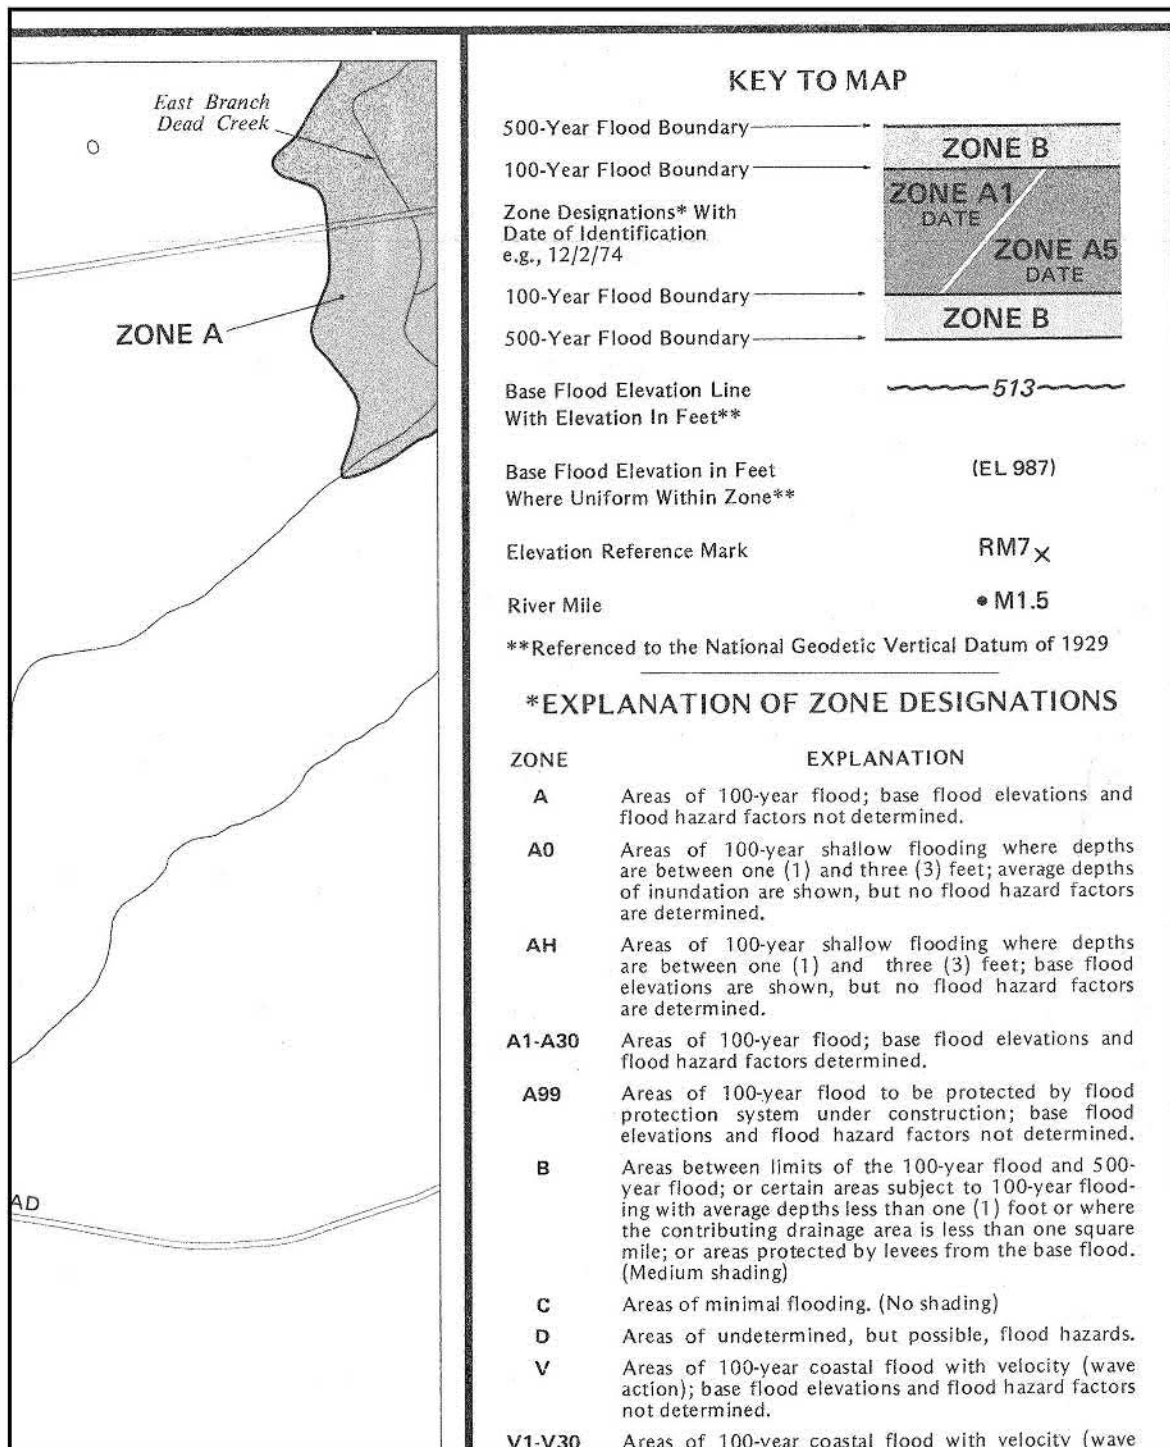 East Branch
Dead Creek
ZONE A
AD
KEY TO MAP
500-Year Flood Boundary
ZONE B
100-Year Flood Boundary
ZONE A1
DATE
Zone Designations* With
Date of Identification
e.g., 12/2/74
ZONE A5
DATE
100-Year Flood Boundary
ZONE B
500-Year Flood Boundary
Base Flood Elevation Line
With Elevation In Feet**
513
Base Flood Elevation in Feet
Where Uniform Within Zone**
(EL 987)
Elevation Reference Mark
RM7×
River Mile
•M1.5
**Referenced to the National Geodetic Vertical Datum of 1929
*EXPLANATION OF ZONE DESIGNATIONS
ZONE EXPLANATION
A Areas of 100-year flood; base flood elevations and
flood hazard factors not determined.
A0 Areas of 100-year shallow flooding where depths
are between one (1) and three (3) feet; average depths
of inundation are shown, but no flood hazard factors
are determined.
AH Areas of 100-year shallow flooding where depths
are between one (1) and three (3) feet; base flood
elevations are shown, but no flood hazard factors
are determined.
A1-A30 Areas of 100-year flood; base flood elevations and
flood hazard factors determined.
A99 Areas of 100-year flood to be protected by flood
protection system under construction; base flood
elevations and flood hazard factors not determined.
B Areas between limits of the 100-year flood and 500-
year flood; or certain areas subject to 100-year flood-
ing with average depths less than one (1) foot or where
the contributing drainage area is less than one square
mile; or areas protected by levees from the base flood.
(Medium shading)
C Areas of minimal flooding. (No shading)
D Areas of undetermined, but possible, flood hazards.
V Areas of 100-year coastal flood with velocity (wave
action); base flood elevations and flood hazard factors
not determined.
V1-V30 Areas of 100-year coastal flood with velocity (wave